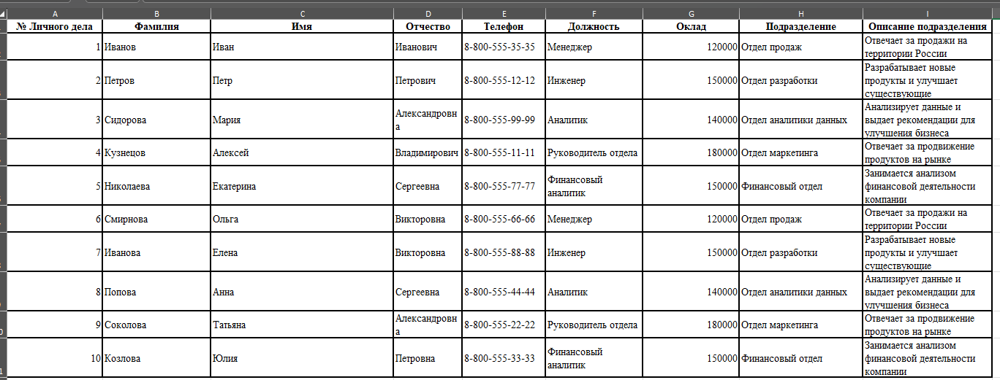 A B C D E F G H I
№ Личного дела Фамилия Имя Отчество Телефон Должность Оклад Подразделение Описание подразделения
1 Иванов Иван Иванович 8-800-555-35-35 Менеджер 120000 Отдел продаж Отвечает за продажи на
территории России
2 Петров Петр Петрович 8-800-555-12-12 Инженер 150000 Отдел разработки Разрабатывает новые
продукты и улучшает
существующие
3 Сидорова Мария Александровн
а 8-800-555-99-99 Аналитик 140000 Отдел аналитики данных Анализирует данные и
выдает рекомендации для
улучшения бизнеса
4 Кузнецов Алексей Владимирович 8-800-555-11-11 Руководитель отдела 180000 Отдел маркетинга Отвечает за продвижение
продуктов на рынке
5 Николаева Екатерина Сергеевна 8-800-555-77-77 Финансовый
аналитик 150000 Финансовый отдел Занимается анализом
финансовой деятельности
компании
6 Смирнова Ольга Викторовна 8-800-555-66-66 Менеджер 120000 Отдел продаж Отвечает за продажи на
территории России
7 Иванова Елена Викторовна 8-800-555-88-88 Инженер 150000 Отдел разработки Разрабатывает новые
продукты и улучшает
существующие
8 Попова Анна Сергеевна 8-800-555-44-44 Аналитик 140000 Отдел аналитики данных Анализирует данные и
выдает рекомендации для
улучшения бизнеса
9 Соколова Татьяна Александровн
а 8-800-555-22-22 Руководитель отдела 180000 Отдел маркетинга Отвечает за продвижение
продуктов на рынке
10 Козлова Юлия Петровна 8-800-555-33-33 Финансовый
аналитик 150000 Финансовый отдел Занимается анализом
финансовой деятельности
компании